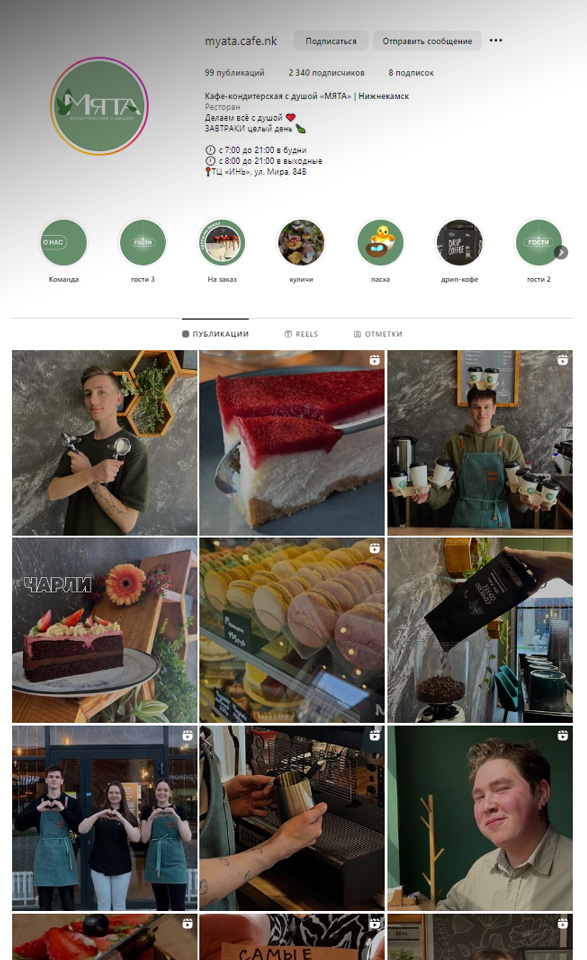 myata.cafe.nk
Подписаться
Отправить сообщение
99 публикаций
2 340 подписчиков
8 подписок
Кафе-кондитерская с душой «МЯТА» | Нижнекамск
Ресторан
Делаем всё с душой
ЗАВТРАКИ целый день
с 7:00 до 21:00 в будни
с 8:00 до 21:00 в выходные
ТЦ «ИНЬ», ул. Мира, 84В
МЯТА
кондитерская с душой
О НАС
ГОСТИ
DRIP COFFEE
ГОСТИ
Команда
гости 3
На заказ
куличи
пасха
дрип-кофе
гости 2
ПУБЛИКАЦИИ
REELS
ОТМЕТКИ
ЧАРЛИ
САМЫЕ